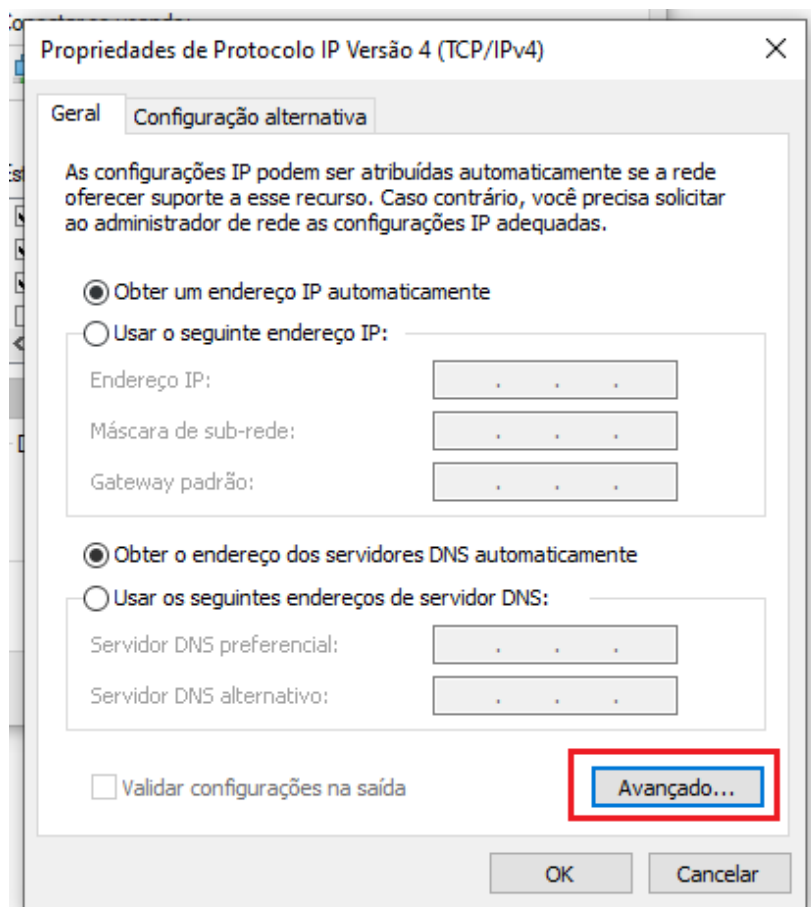 Propriedades de Protocolo IP Versão 4 (TCP/IPv4)
Geral
Configuração alternativa
As configurações IP podem ser atribuídas automaticamente se a rede
oferecer suporte a esse recurso. Caso contrário, você precisa solicitar
ao administrador de rede as configurações IP adequadas.
Obter um endereço IP automaticamente
Usar o seguinte endereço IP:
Endereço IP:
Máscara de sub-rede:
Gateway padrão:
Obter o endereço dos servidores DNS automaticamente
Usar os seguintes endereços de servidor DNS:
Servidor DNS preferencial:
Servidor DNS alternativo:
Validar configurações na saída
Avançado...
OK
Cancelar